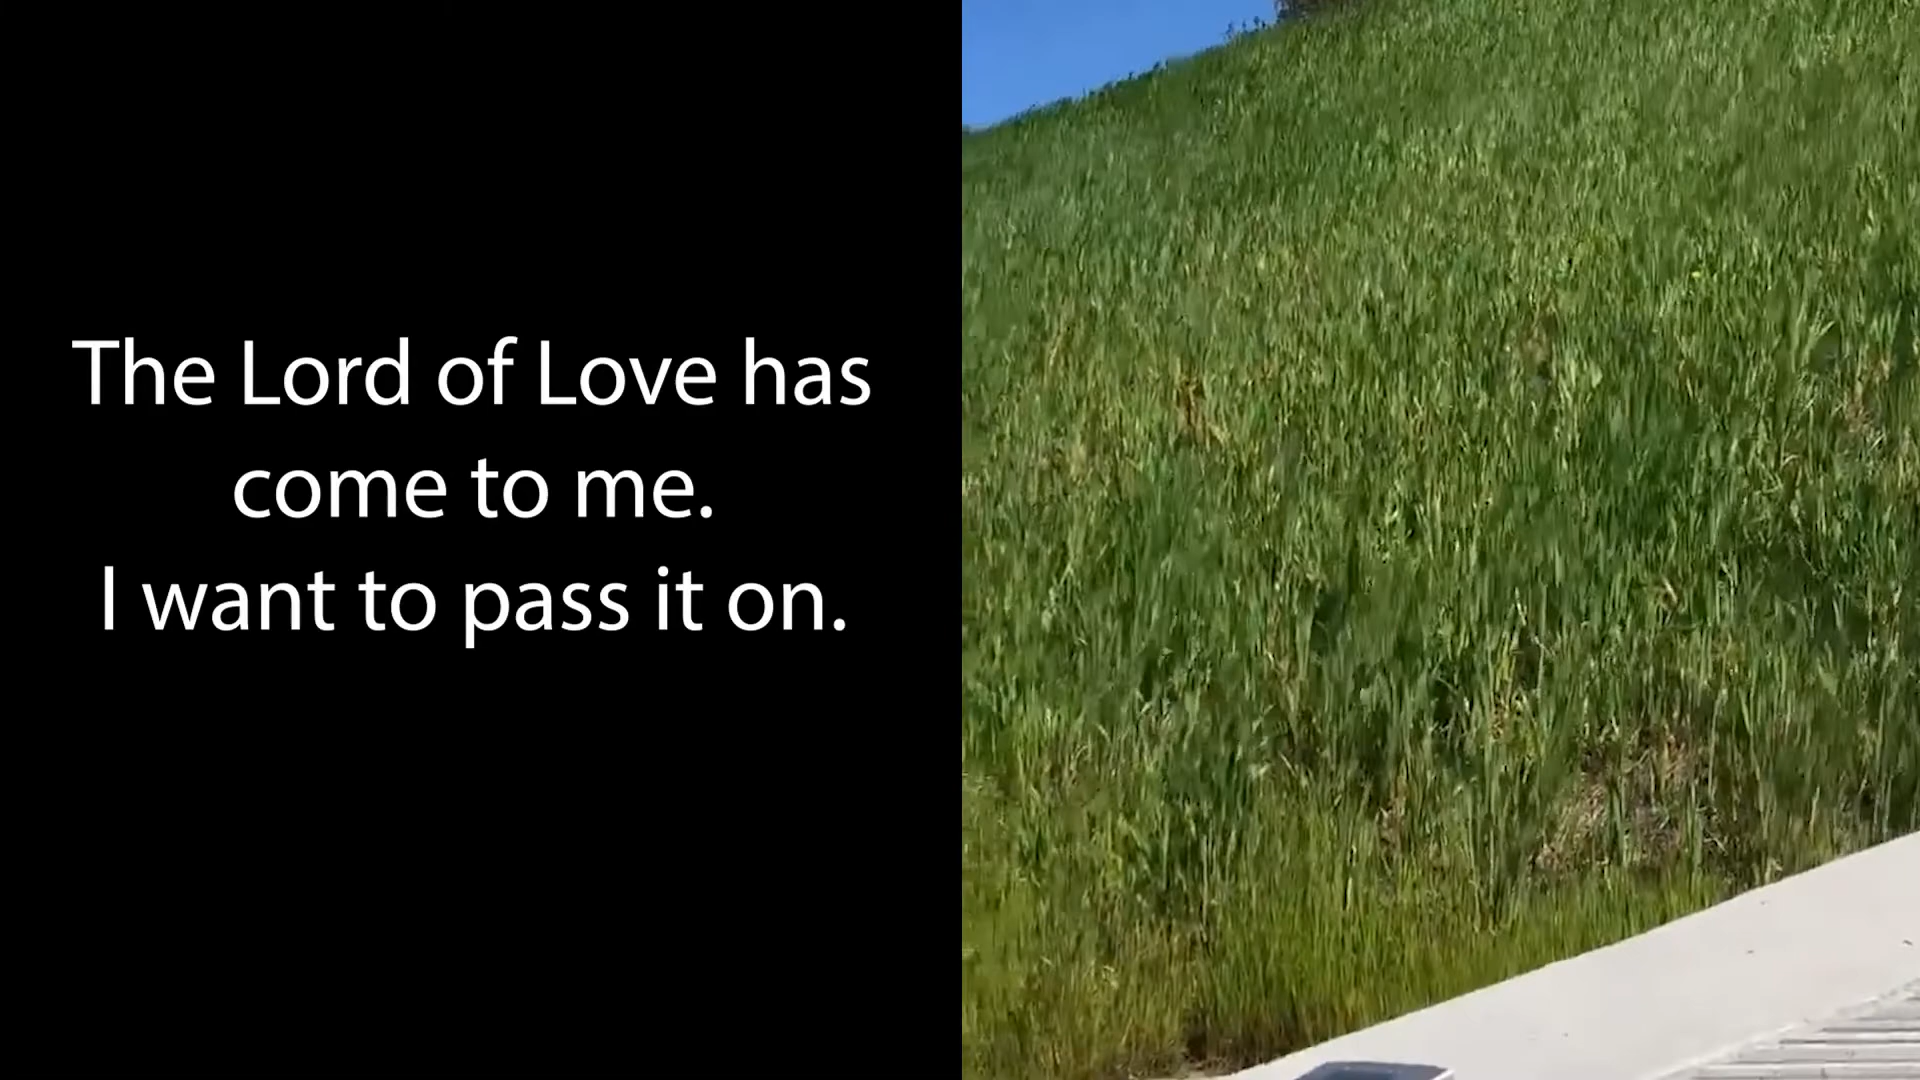 The Lord of Love has
come to me.
I want to pass it on.